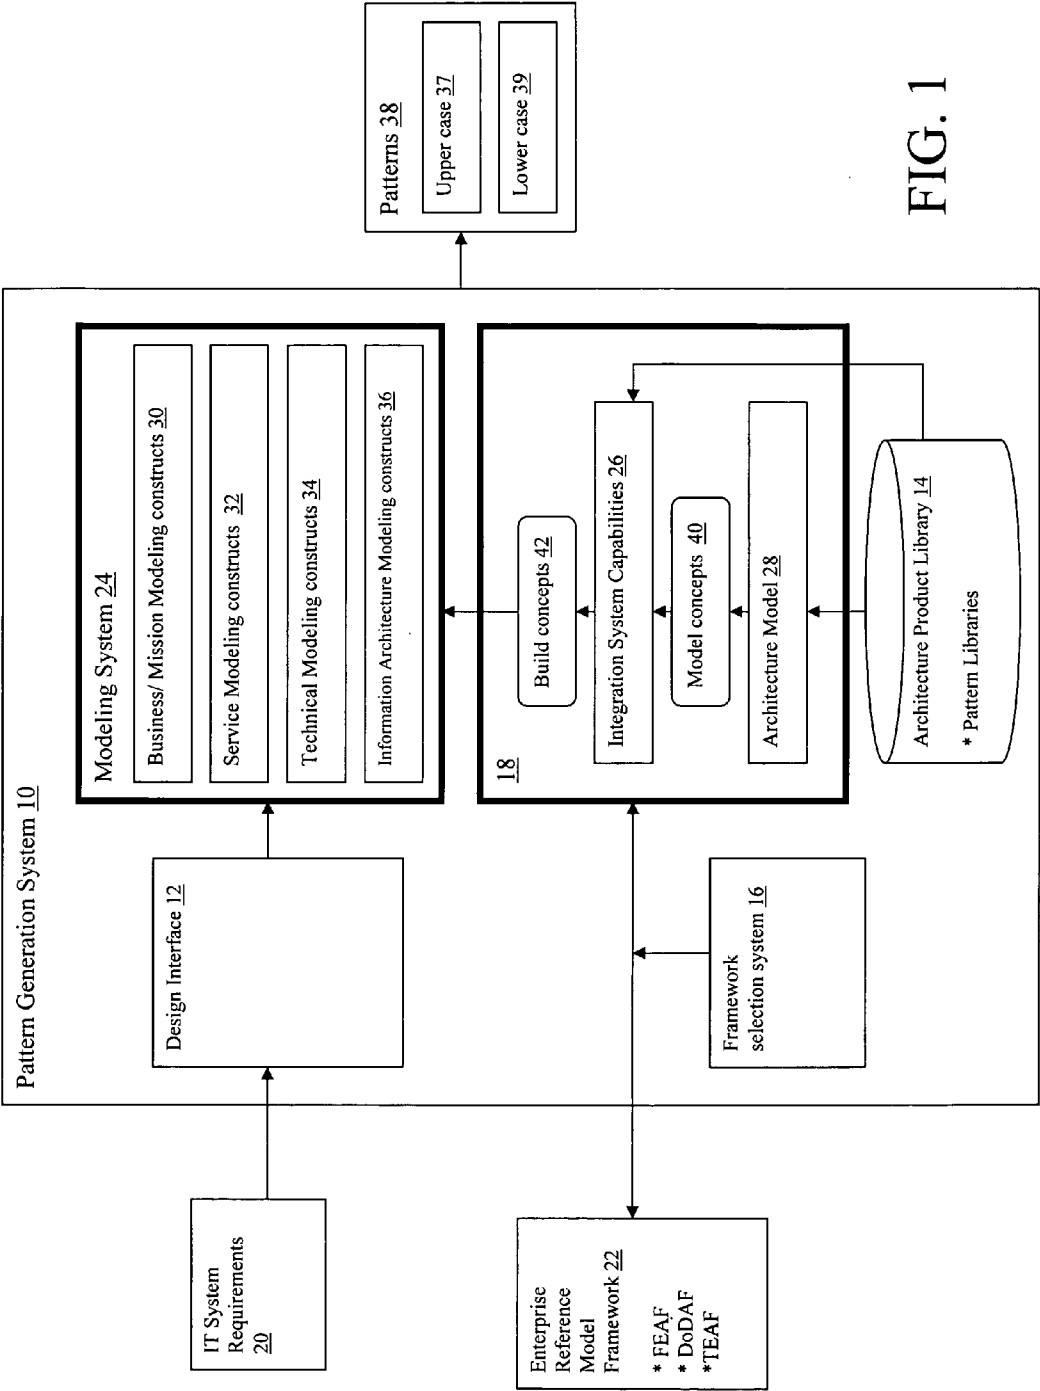 Pattern Generation System 10
IT System
Requirements
20
Design Interface 12
Modeling System 24
Business/ Mission Modeling constructs 30
Service Modeling constructs 32
Technical Modeling constructs 34
Information Architecture Modeling constructs 36
Patterns 38
Upper case 37
Lower case 39
Enterprise
Reference
Model
Framework 22
* FEAF
* DoDAF
*TEAF
18
Build concepts 42
Integration System Capabilities 26
Model concepts 40
Architecture Model 28
Framework
selection system 16
Architecture Product Library 14
* Pattern Libraries
FIG. 1